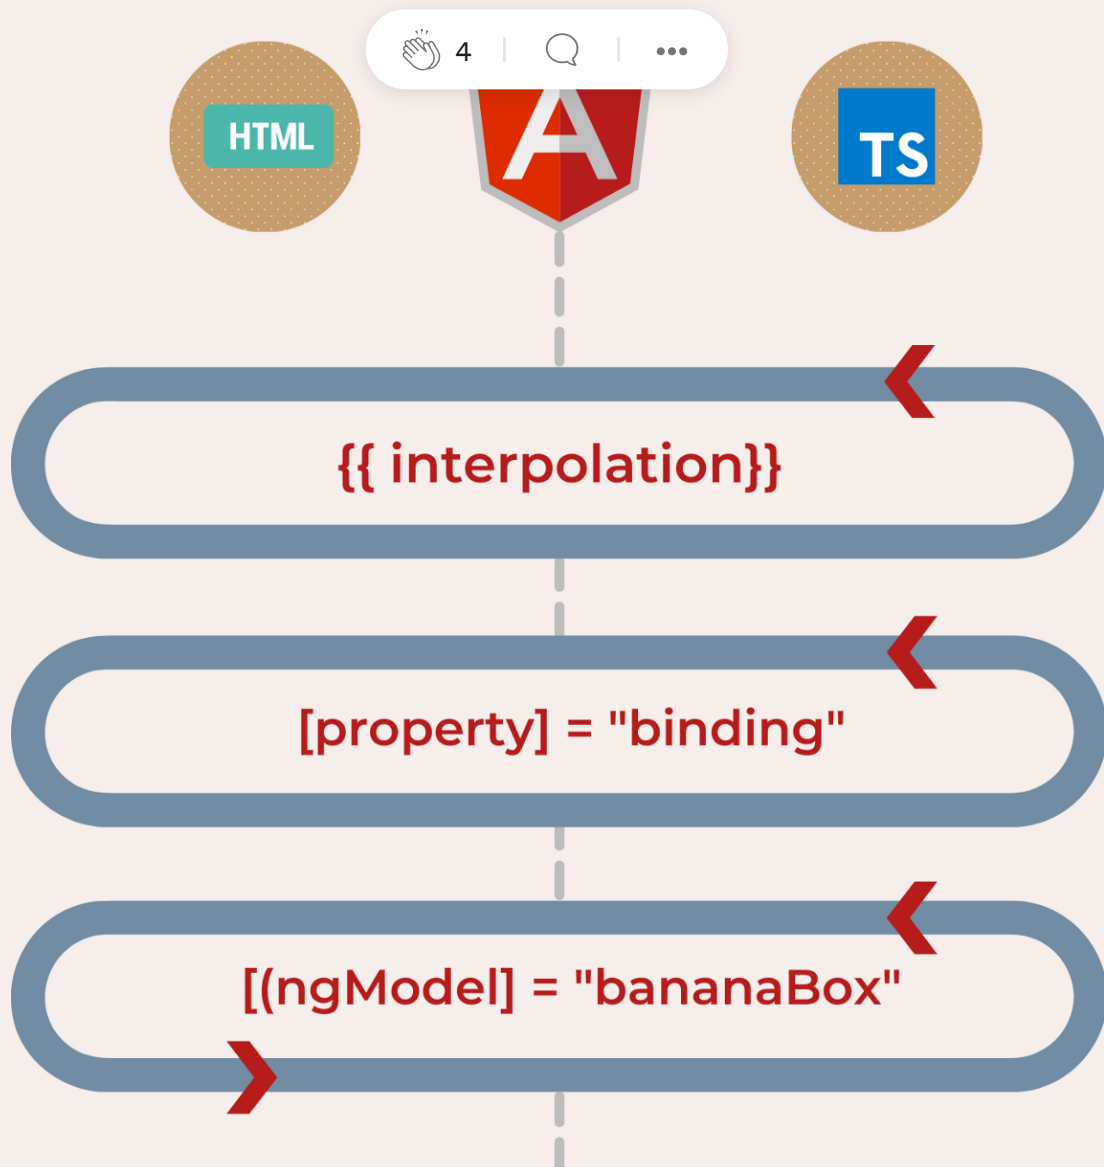 4
HTML
A
TS
{{ interpolation}}
[property] = "binding"
[(ngModel] = "bananaBox"